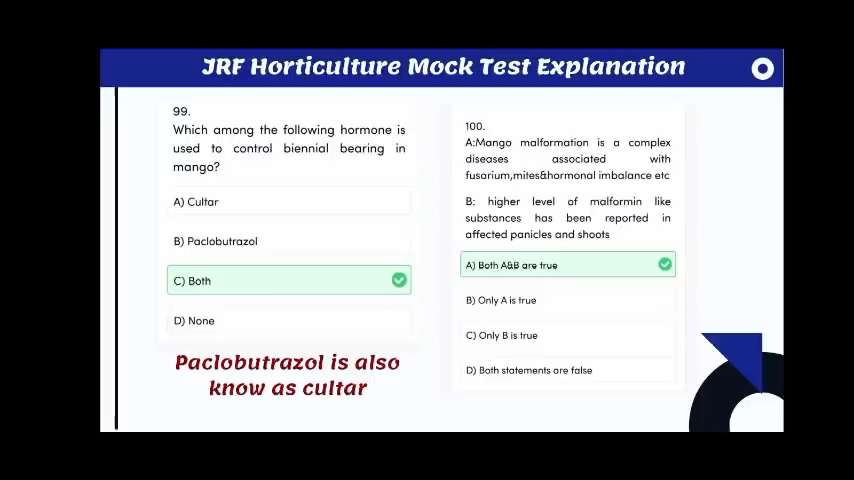 JRF Horticulture Mock Test Explanation
99.
Which among the following hormone is
used to control biennial bearing in
mango?
A) Cultar
B) Paclobutrazol
C) Both
D) None
Paclobutrazol is also
know as cultar
100.
A:Mango malformation is a complex
diseases associated with
fusarium,mites&hormonal imbalance etc
B: higher level of malformin like
substances has been reported in
affected panicles and shoots
A) Both A&B are true
B) Only A is true
C) Only B is true
D) Both statements are false